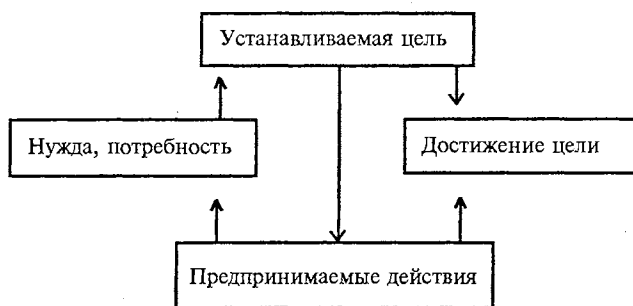 Устанавливаемая цель
Нужда, потребность
Достижение цели
Предпринимаемые действия